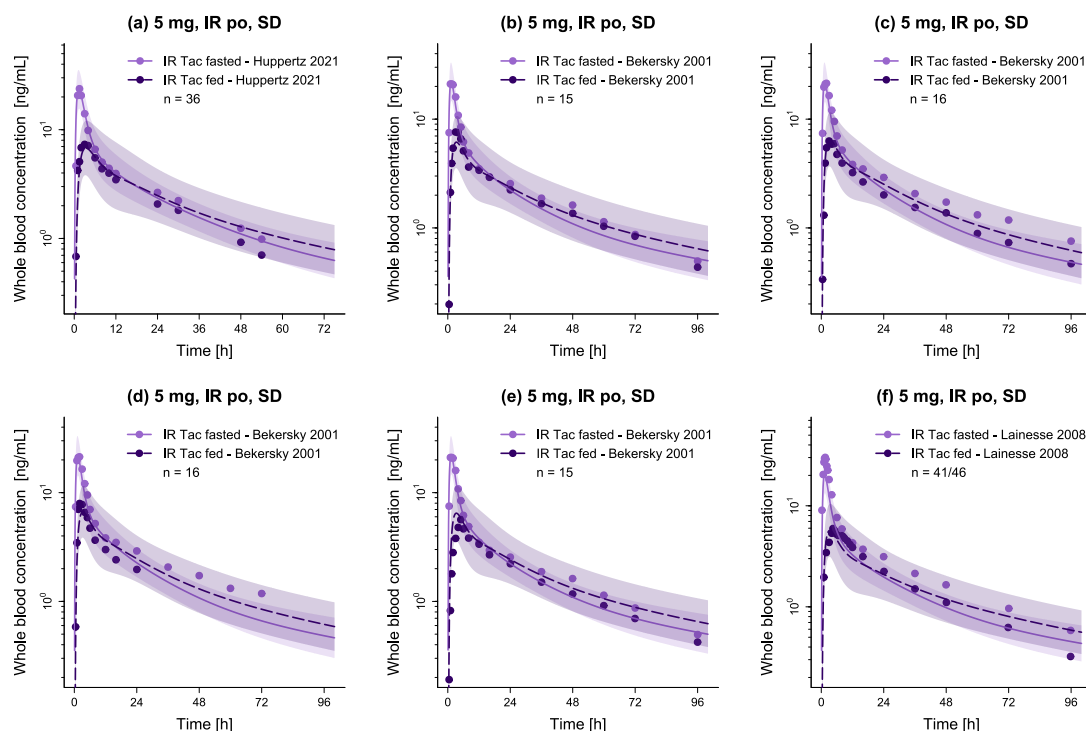 (a) 5 mg, IR po, SD
Whole blood concentration [ng/mL]
IR Tac fasted - Huppertz 2021
IR Tac fed - Huppertz 2021
n = 36
10¹
10⁰
0 12 24 36 48 60 72
Time [h]
(b) 5 mg, IR po, SD
Whole blood concentration [ng/mL]
IR Tac fasted - Bekersky 2001
IR Tac fed - Bekersky 2001
n = 15
10¹
10⁰
0 24 48 72 96
Time [h]
(c) 5 mg, IR po, SD
Whole blood concentration [ng/mL]
IR Tac fasted - Bekersky 2001
IR Tac fed - Bekersky 2001
n = 16
10¹
10⁰
0 24 48 72 96
Time [h]
(d) 5 mg, IR po, SD
Whole blood concentration [ng/mL]
IR Tac fasted - Bekersky 2001
IR Tac fed - Bekersky 2001
n = 16
10¹
10⁰
0 24 48 72 96
Time [h]
(e) 5 mg, IR po, SD
Whole blood concentration [ng/mL]
IR Tac fasted - Bekersky 2001
IR Tac fed - Bekersky 2001
n = 15
10¹
10⁰
0 24 48 72 96
Time [h]
(f) 5 mg, IR po, SD
Whole blood concentration [ng/mL]
IR Tac fasted - Lainesse 2008
IR Tac fed - Lainesse 2008
n = 41/46
10¹
10⁰
0 24 48 72 96
Time [h]